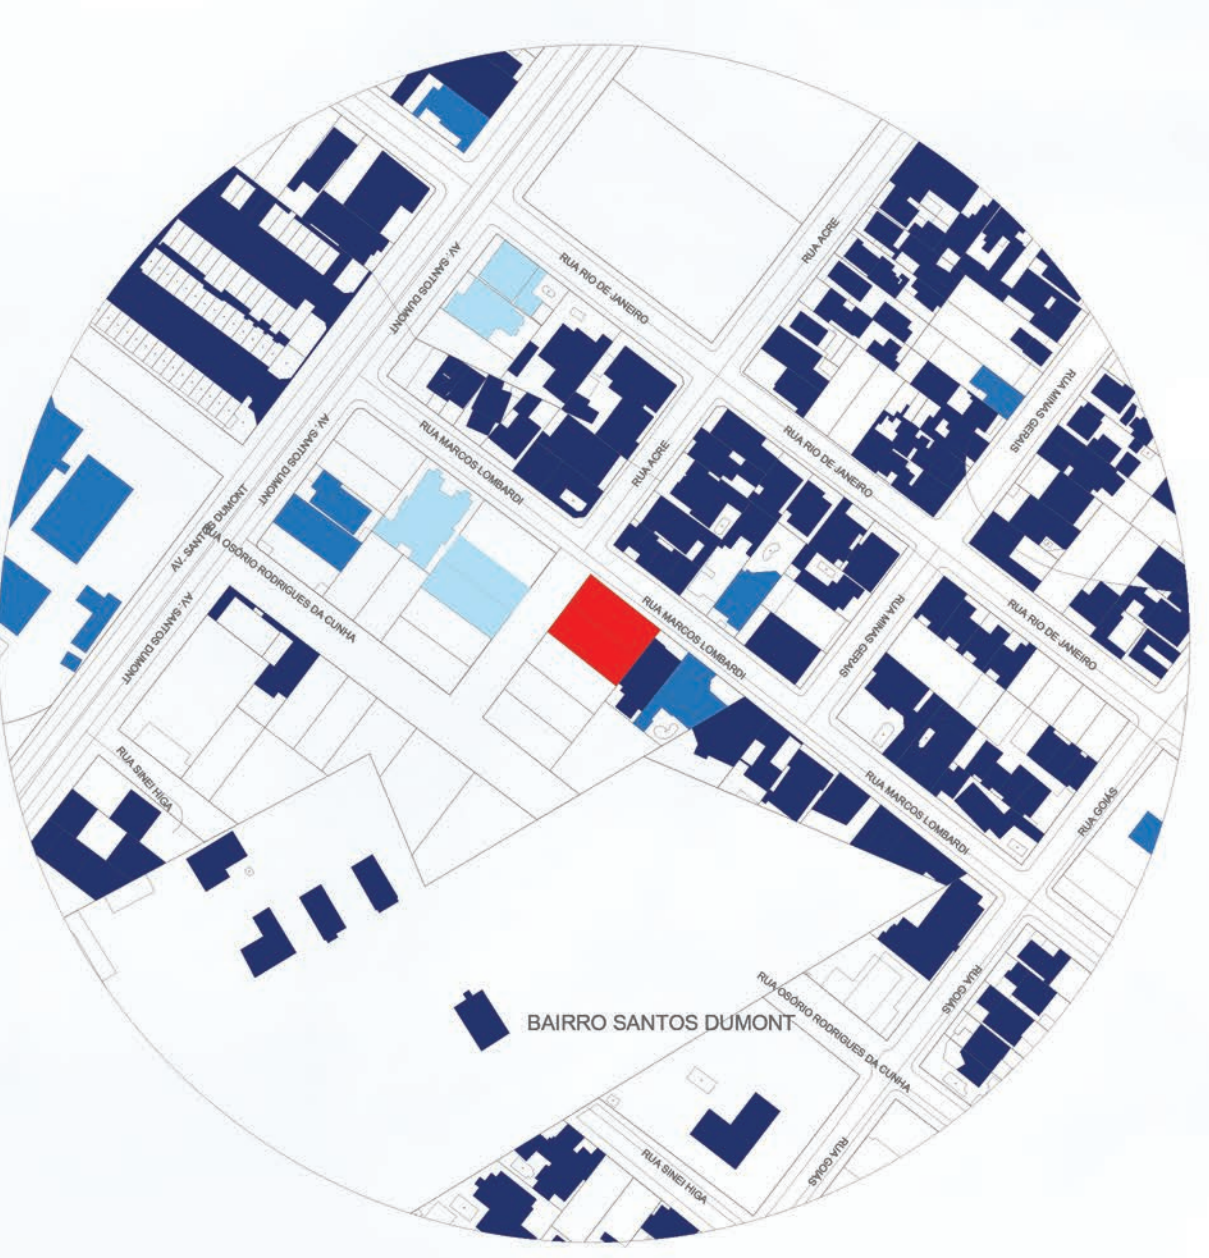 RUA ACRE
AV. SANTOS DUMONT
RUA RIO DE JANEIRO
RUA MINAS GERAIS
AV. SANTOS DUMONT
RUA MARCOS LOMBARDI
RUA ACRE
RUA RIO DE JANEIRO
AV. SANTOS DUMONT
RUA OSÓRIO RODRIGUES DA CUNHA
AV. SANTOS DUMONT
RUA MARCOS LOMBARDI
RUA MINAS GERAIS
RUA RIO DE JANEIRO
RUA SINEI HIGA
RUA MARCOS LOMBARDI
RUA GOIÁS
RUA GOIÁS
RUA OSÓRIO RODRIGUES DA CUNHA
BAIRRO SANTOS DUMONT
RUA SINEI HIGA
RUA GOIÁS